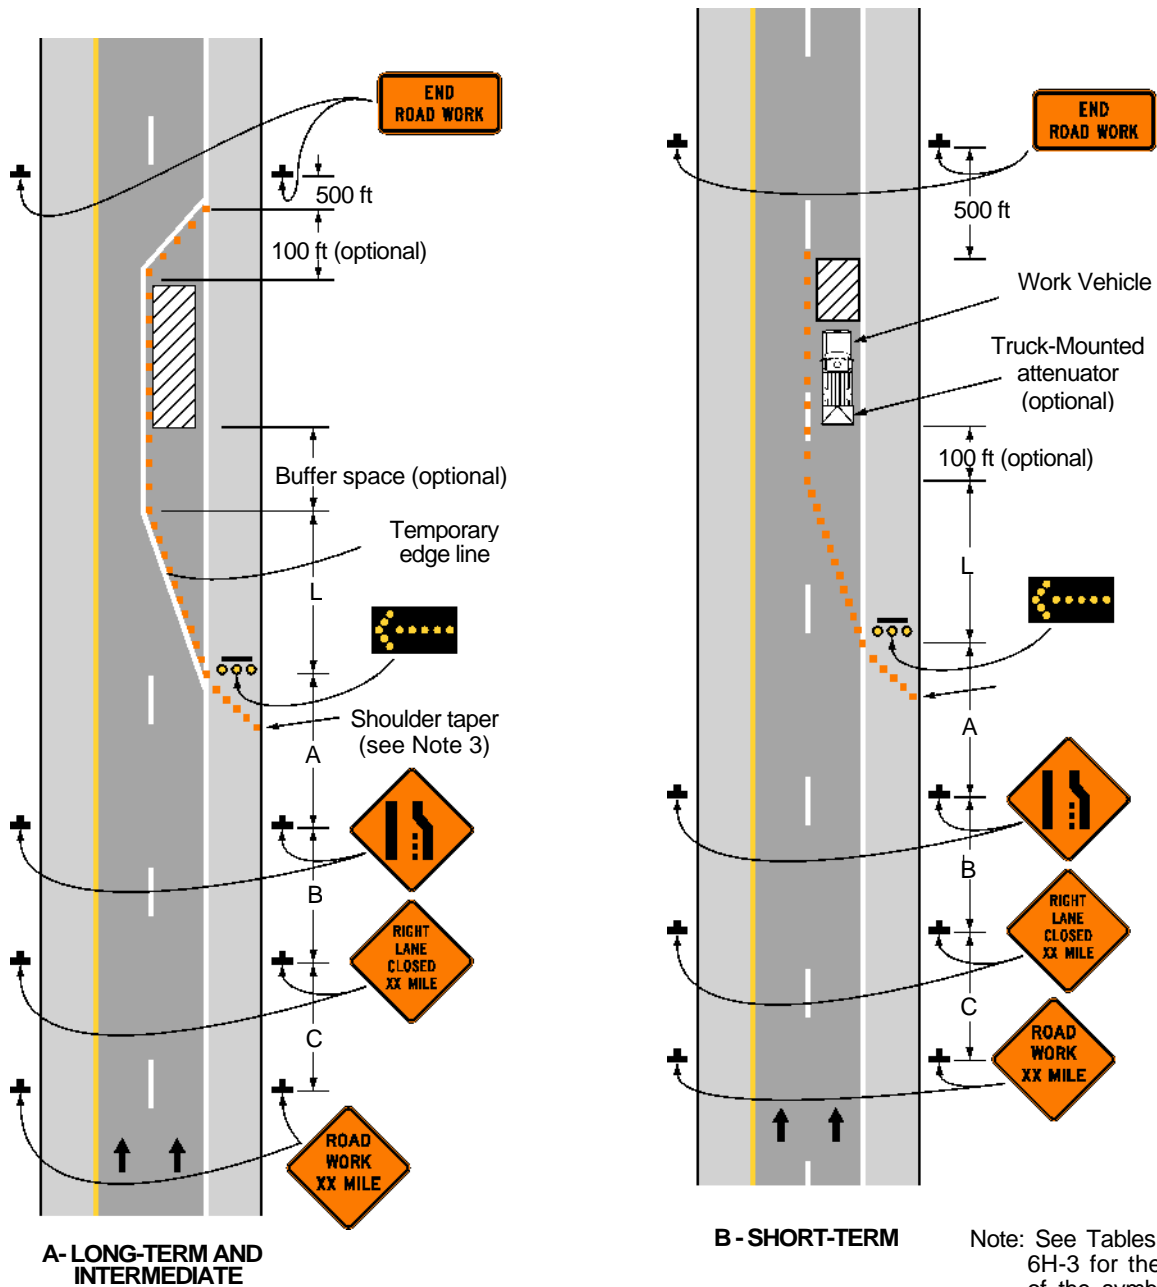 END
ROAD WORK
500 ft
100 ft (optional)
Buffer space (optional)
Temporary
edge line
L
Shoulder taper
(see Note 3)
A
B
RIGHT
LANE
CLOSED
XX MILE
C
ROAD
WORK
XX MILE
A- LONG-TERM AND
INTERMEDIATE
END
ROAD WORK
500 ft
Work Vehicle
Truck-Mounted
attenuator
(optional)
100 ft (optional)
L
A
B
RIGHT
LANE
CLOSED
XX MILE
C
ROAD
WORK
XX MILE
B - SHORT-TERM
Note: See Tables
6H-3 for the
of the symb